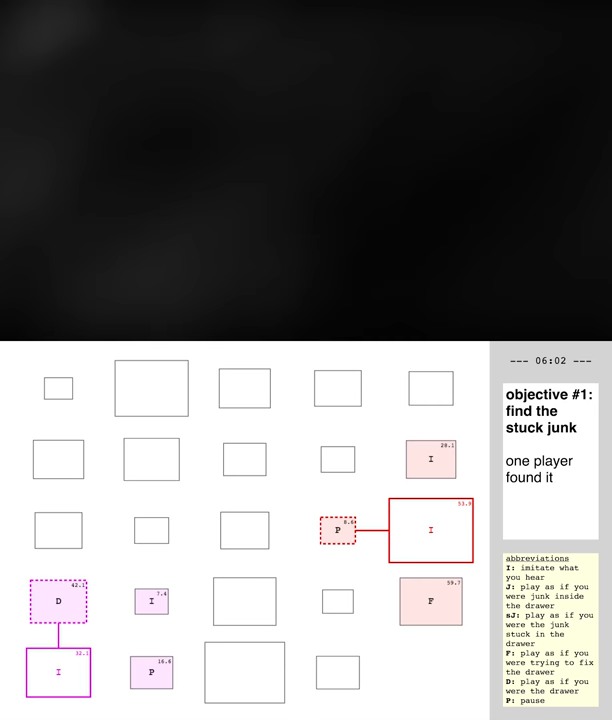 --- 06:02 ---
objective #1:
find the
stuck junk
one player
found it
20.1
I
53.9
8.6
P
I
42.1
D
7.4
I
59.7
F
32.1
I
16.6
P
abbreviations
I: imitate what
you hear
J: play as if you
were junk inside
the drawer
sJ: play as if you
were the junk
stuck in the
drawer
F: play as if you
were trying to fix
the drawer
D: play as if you
were the drawer
P: pause